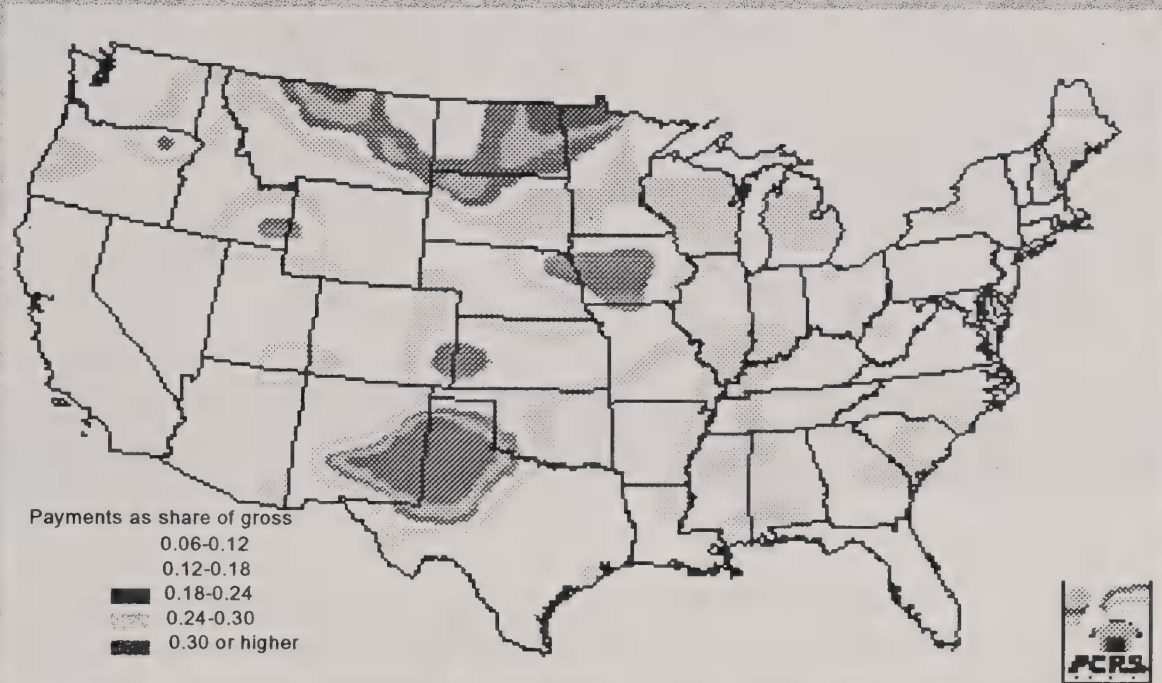 Payments as share of gross
0.06-0.12
0.12-0.18
0.18-0.24
0.24-0.30
0.30 or higher
PCRS